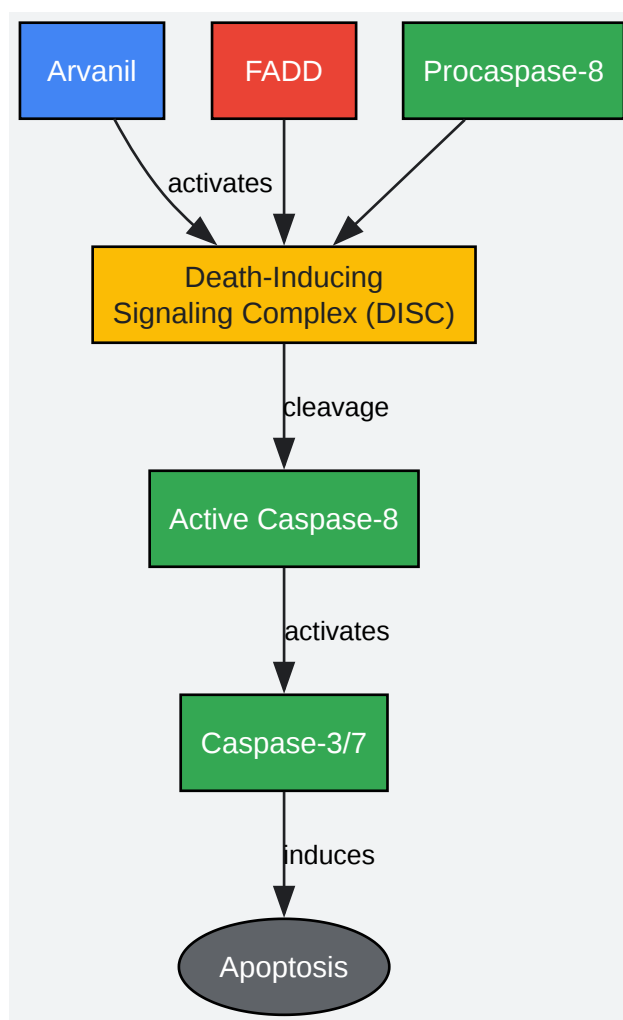 Arvanil
FADD
Procaspase-8
activates
Death-Inducing
Signaling Complex (DISC)
cleavage
Active Caspase-8
activates
Caspase-3/7
induces
Apoptosis